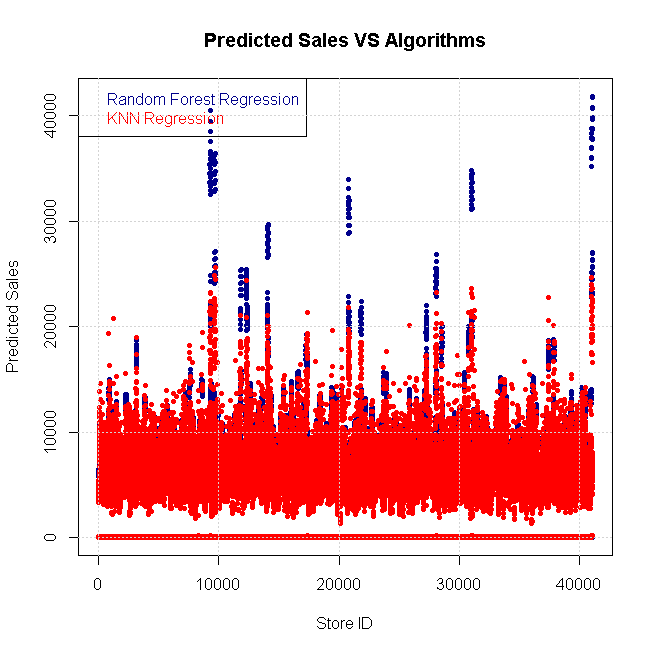 Predicted Sales VS Algorithms
Random Forest Regression
KNN Regression
Predicted Sales
40000
30000
20000
10000
0
0 10000 20000 30000 40000
Store ID